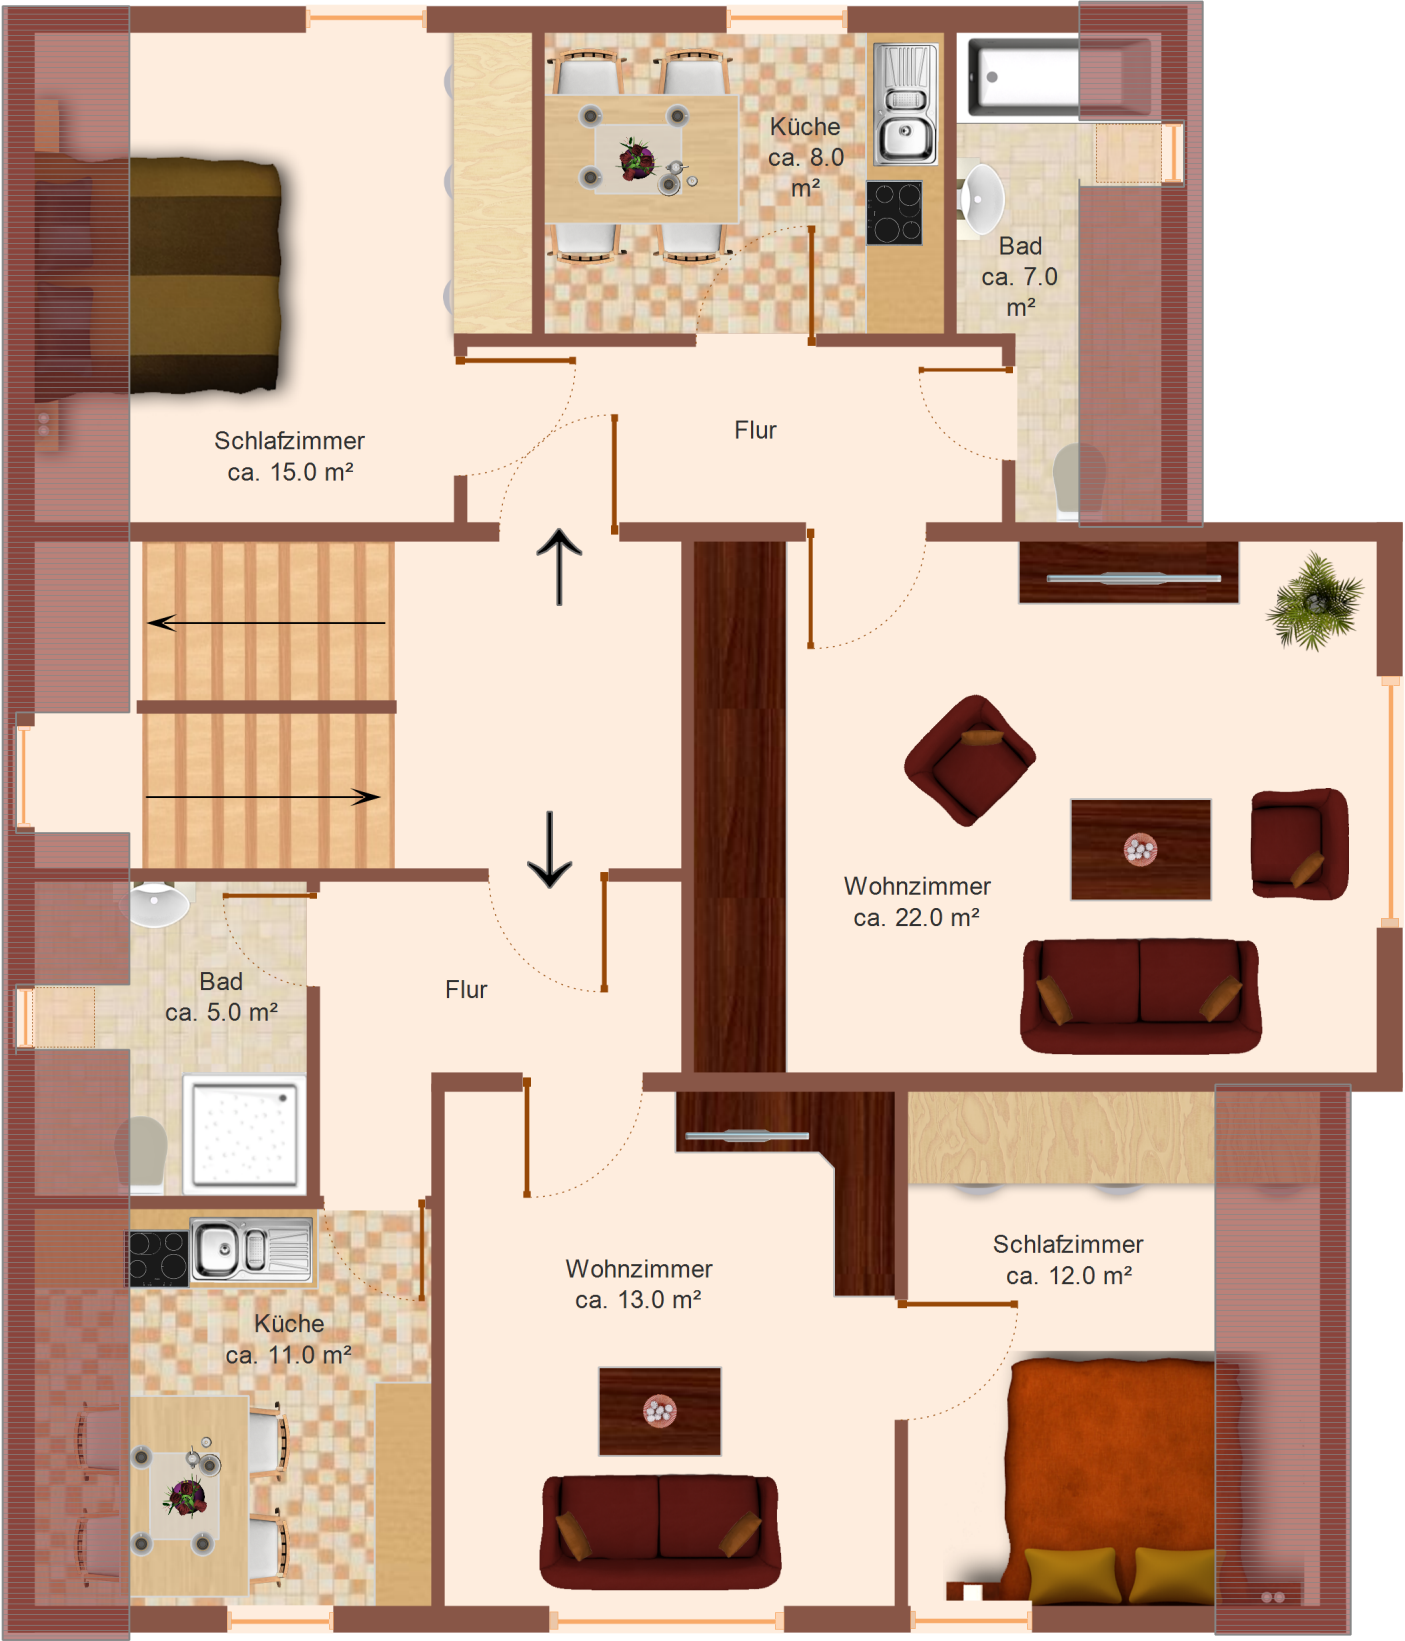 Küche
ca. 8.0
m²
Bad
ca. 7.0
m²
Schlafzimmer
ca. 15.0 m²
Flur
Wohnzimmer
ca. 22.0 m²
Bad
ca. 5.0 m²
Flur
Wohnzimmer
ca. 13.0 m²
Schlafzimmer
ca. 12.0 m²
Küche
ca. 11.0 m²